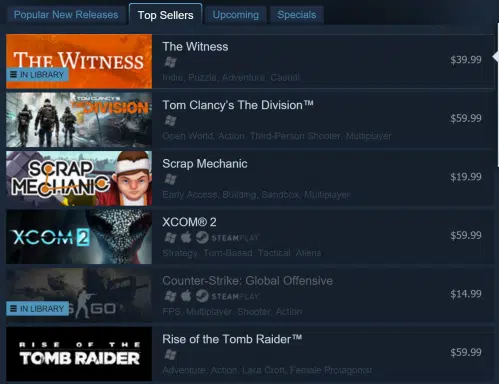 Popular New Releases
Top Sellers
Upcoming
Specials
THE WITNESS
IN LIBRARY
The Witness
Indie, Puzzle, Adventure, Casual
$39.99
TOM CLANCY'S
THE DIVISION
Tom Clancy's The Division™
Open World, Action, Third-Person Shooter, Multiplayer
$59.99
SCRAP
MECHANIC
Scrap Mechanic
Early Access, Building, Sandbox, Multiplayer
$19.99
XCOM 2
XCOM® 2
STEAMPLAY
Strategy, Turn-Based, Tactical, Aliens
$59.99
GO
IN LIBRARY
Counter-Strike: Global Offensive
STEAMPLAY
FPS, Multiplayer, Shooter, Action
$14.99
RISE OF THE
TOMB RAIDER
Rise of the Tomb Raider™
Adventure, Action, Lara Croft, Female Protagonist
$59.99